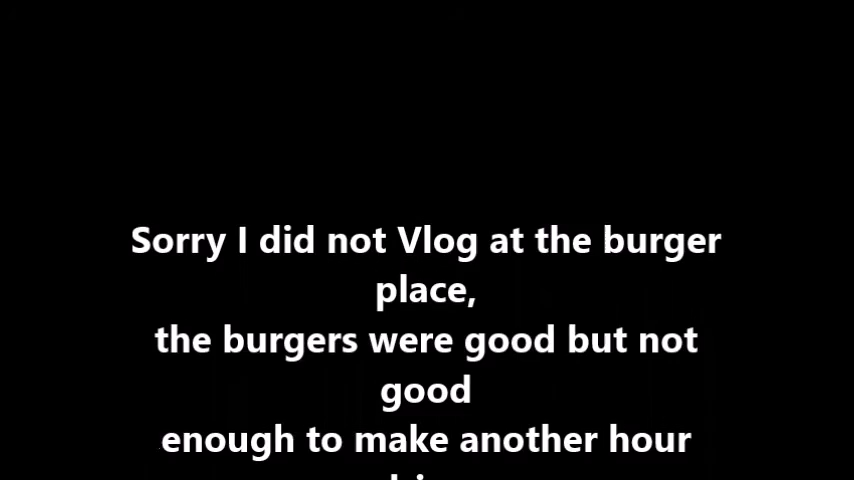 Sorry I did not Vlog at the burger
place,
the burgers were good but not
good
enough to make another hour